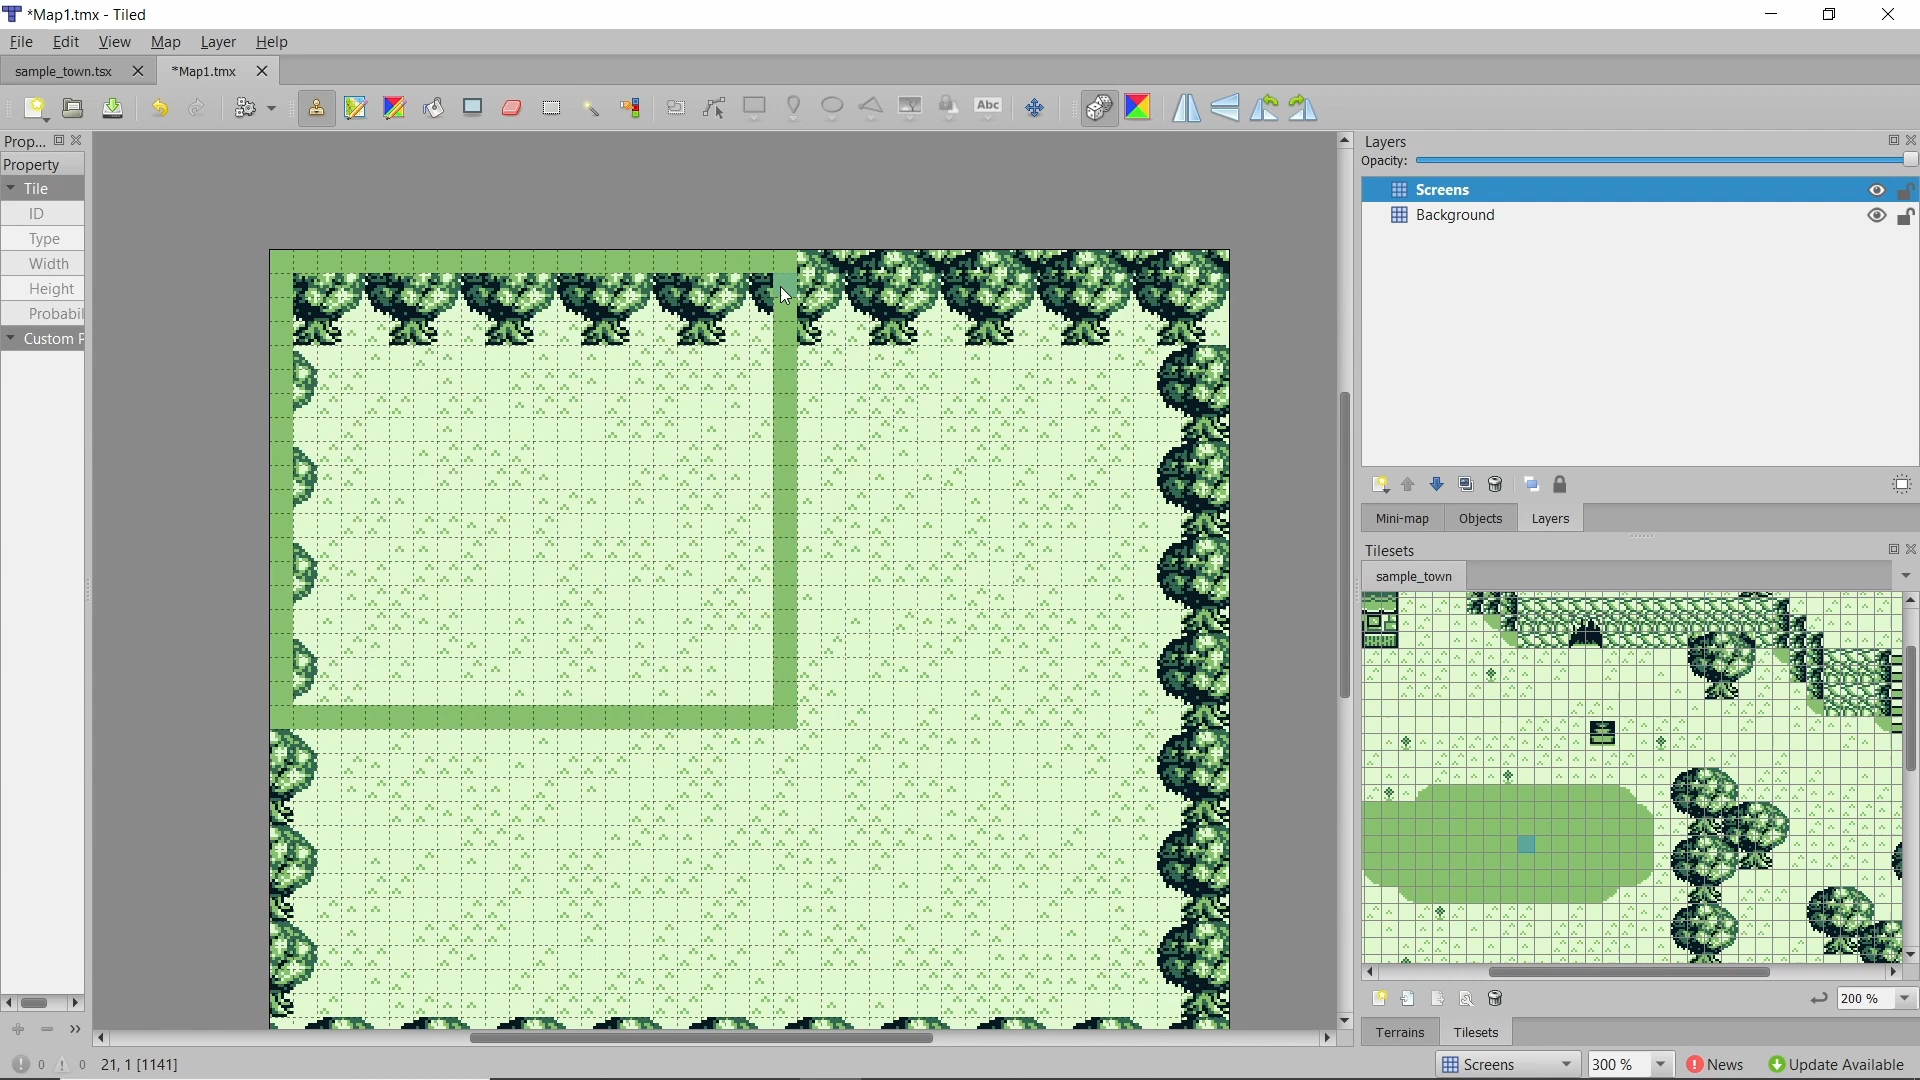 *Map1.tmx - Tiled
File Edit View Map Layer Help
sample_town.tsx *Map1.tmx
Abc
Prop...
Property
Tile
ID
Type
Width
Height
Probabil
Custom P
Layers
Opacity:
Screens
Background
Mini-map Objects Layers
Tilesets
sample_town
200 %
Terrains Tilesets
0 0 21, 1 [1141]
Screens 300 % News Update Available